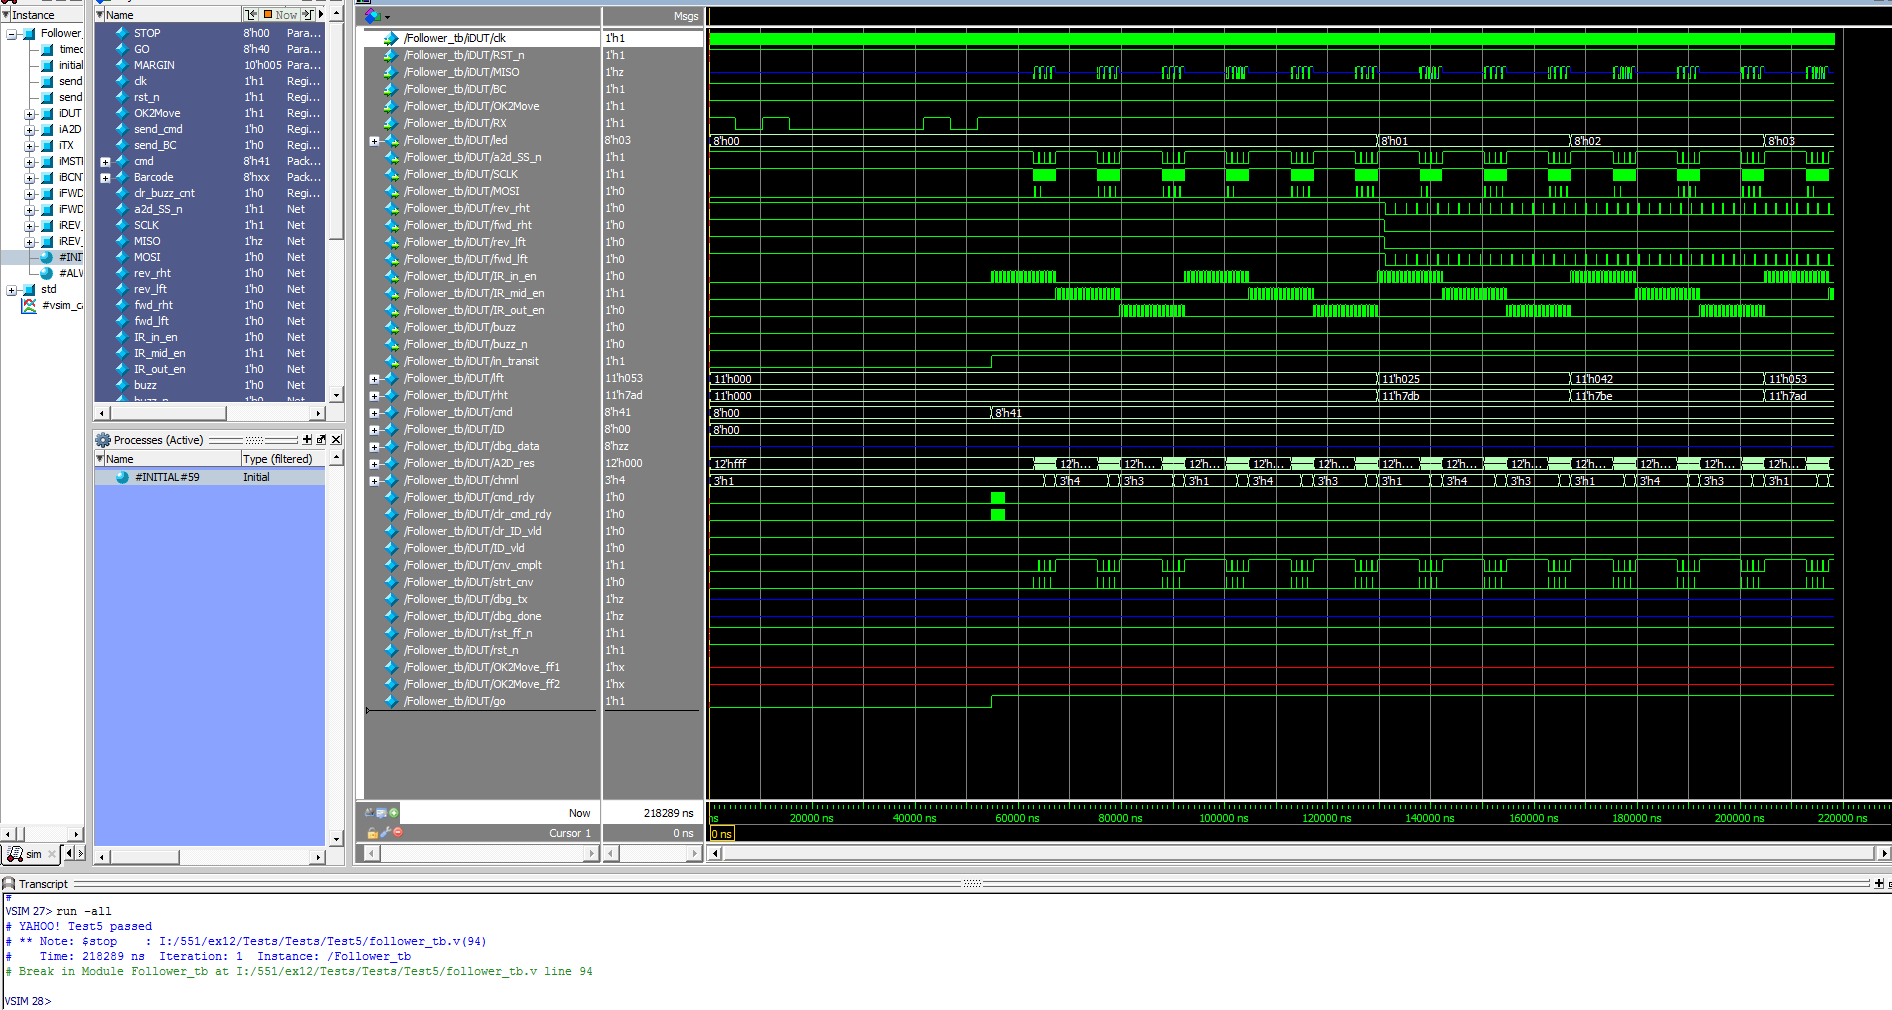 Instance
Follower_
timed
initial
send
send
iDUT
iA2D
iTX
iMSTI
iBCN
iFWD
iFWD
iREV_
iREV_
#INIT
#ALV
std
#vsim_ca
sim
Name
Now
STOP 8'h00 Para...
GO 8'h40 Para...
MARGIN 10'h005 Para...
clk 1'h1 Regi...
rst_n 1'h1 Regi...
OK2Move 1'h1 Regi...
send_cmd 1'h0 Regi...
send_BC 1'h0 Regi...
cmd 8'h41 Pack...
Barcode 8'hxx Pack...
clr_buzz_cnt 1'h0 Regi...
a2d_SS_n 1'h1 Net
SCLK 1'h1 Net
MISO 1'hz Net
MOSI 1'h0 Net
rev_rht 1'h0 Net
rev_lft 1'h0 Net
fwd_rht 1'h0 Net
fwd_lft 1'h0 Net
IR_in_en 1'h0 Net
IR_mid_en 1'h1 Net
IR_out_en 1'h0 Net
buzz 1'h0 Net
buzz_n 1'h0 Net
Processes (Active)
Name Type (filtered)
#INITIAL#59 Initial
Msgs
/Follower_tb/iDUT/clk 1'h1
/Follower_tb/iDUT/RST_n 1'h1
/Follower_tb/iDUT/MISO 1'hz
/Follower_tb/iDUT/BC 1'h1
/Follower_tb/iDUT/OK2Move 1'h1
/Follower_tb/iDUT/RX 1'h1
/Follower_tb/iDUT/led 8'h03 8'h00 8'h01 8'h02 8'h03
/Follower_tb/iDUT/a2d_SS_n 1'h1
/Follower_tb/iDUT/SCLK 1'h1
/Follower_tb/iDUT/MOSI 1'h0
/Follower_tb/iDUT/rev_rht 1'h0
/Follower_tb/iDUT/fwd_rht 1'h0
/Follower_tb/iDUT/rev_lft 1'h0
/Follower_tb/iDUT/fwd_lft 1'h0
/Follower_tb/iDUT/IR_in_en 1'h0
/Follower_tb/iDUT/IR_mid_en 1'h1
/Follower_tb/iDUT/IR_out_en 1'h0
/Follower_tb/iDUT/buzz 1'h0
/Follower_tb/iDUT/buzz_n 1'h0
/Follower_tb/iDUT/in_transit 1'h1
/Follower_tb/iDUT/lft 11'h053 11'h000 11'h025 11'h042 11'h053
/Follower_tb/iDUT/rht 11'h7ad 11'h000 11'h7db 11'h7be 11'h7ad
/Follower_tb/iDUT/cmd 8'h41 8'h00 8'h41
/Follower_tb/iDUT/ID 8'h00 8'h00
/Follower_tb/iDUT/dbg_data 8'hzz
/Follower_tb/iDUT/A2D_res 12'h000 12'hfff 12'h... 12'h... 12'h... 12'h... 12'h... 12'h... 12'h... 12'h... 12'h... 12'h... 12'h... 12'h...
/Follower_tb/iDUT/chnnl 3'h4 3'h1 3'h4 3'h3 3'h1 3'h4 3'h3 3'h1 3'h4 3'h3 3'h1 3'h4 3'h3 3'h1
/Follower_tb/iDUT/cmd_rdy 1'h0
/Follower_tb/iDUT/clr_cmd_rdy 1'h0
/Follower_tb/iDUT/clr_ID_vld 1'h0
/Follower_tb/iDUT/ID_vld 1'h0
/Follower_tb/iDUT/cnv_cmplt 1'h1
/Follower_tb/iDUT/strt_cnv 1'h0
/Follower_tb/iDUT/dbg_tx 1'hz
/Follower_tb/iDUT/dbg_done 1'hz
/Follower_tb/iDUT/rst_ff_n 1'h1
/Follower_tb/iDUT/rst_n 1'h1
/Follower_tb/iDUT/OK2Move_ff1 1'hx
/Follower_tb/iDUT/OK2Move_ff2 1'hx
/Follower_tb/iDUT/go 1'h1
Now 218289 ns
ns 20000 ns 40000 ns 60000 ns 80000 ns 100000 ns 120000 ns 140000 ns 160000 ns 180000 ns 200000 ns 220000 ns
Cursor 1 0 ns 0 ns
Transcript
#
VSIM 27> run -all
# YAHOO! Test5 passed
# ** Note: $stop : I:/551/ex12/Tests/Tests/Test5/follower_tb.v(94)
# Time: 218289 ns Iteration: 1 Instance: /Follower_tb
# Break in Module Follower_tb at I:/551/ex12/Tests/Tests/Test5/follower_tb.v line 94
VSIM 28>